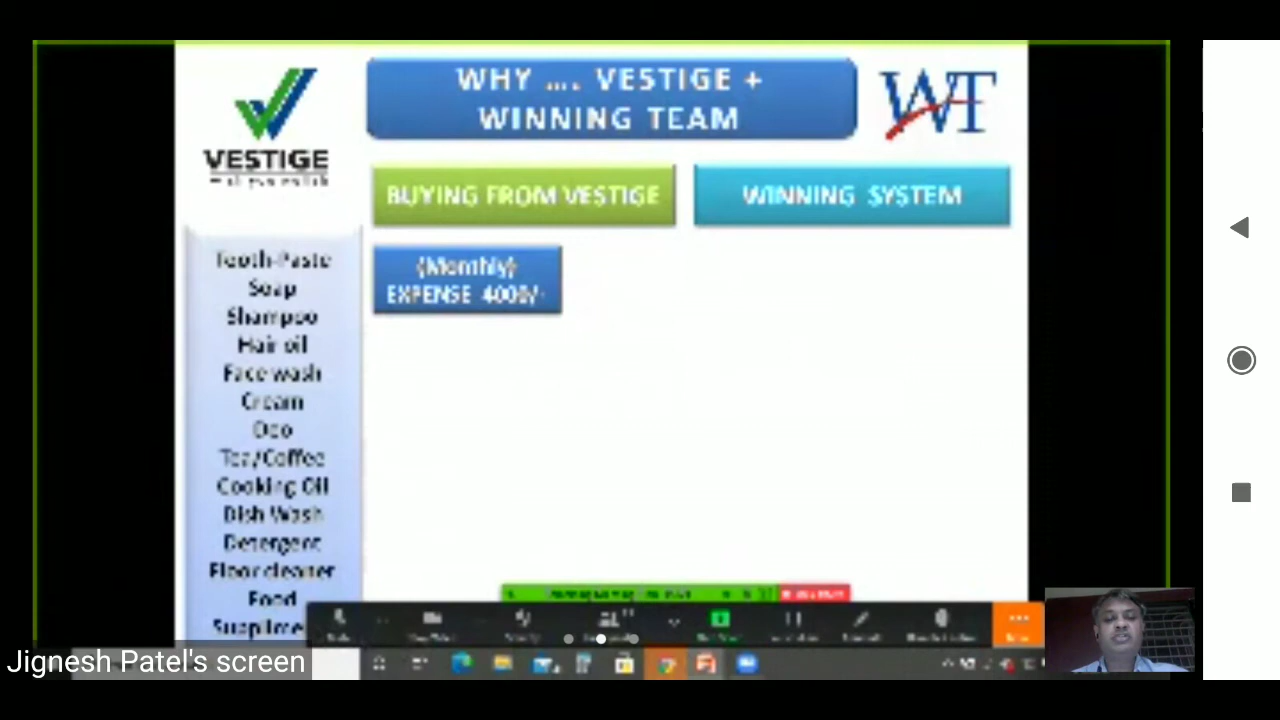 WHY .... VESTIGE +
WINNING TEAM
WT
VESTIGE
BUYING FROM VESTIGE
WINNING SYSTEM
(Monthly)
EXPENSE 4000/-
Tooth-Paste
Soap
Shampoo
Hair oil
Face wash
Cream
Deo
Tea/Coffee
Cooking Oil
Dish Wash
Detergent
Floor cleaner
Food
Jignesh Patel's screen